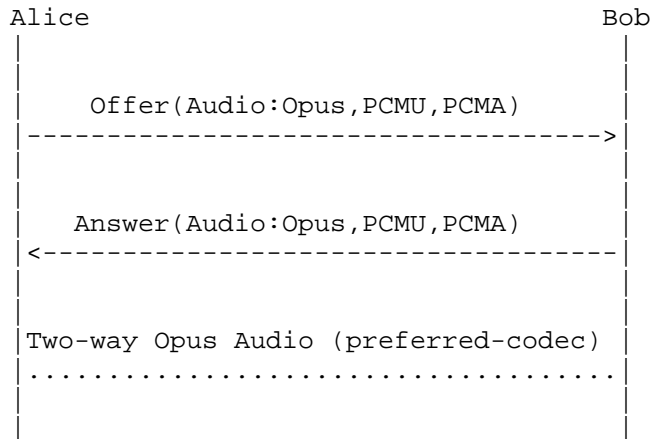 Alice Bob
Offer(Audio:Opus,PCMU,PCMA)
Answer(Audio:Opus,PCMU,PCMA)
Two-way Opus Audio (preferred-codec)